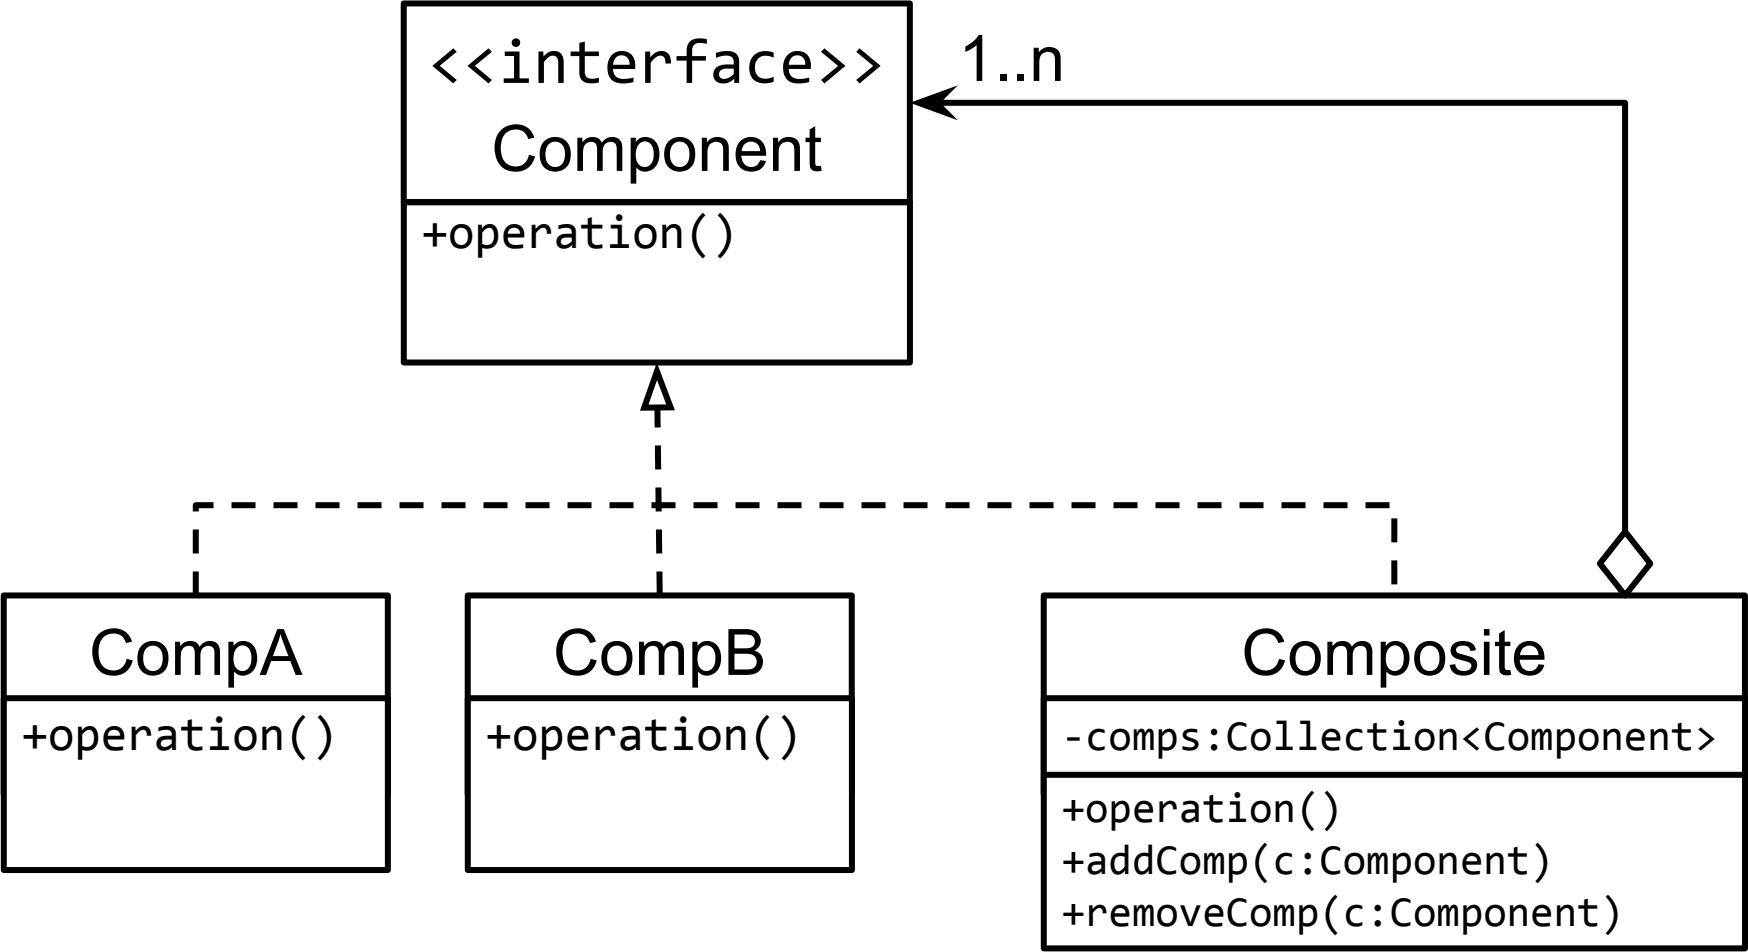 <<interface>>
Component
1..n
+operation()
CompA
+operation()
CompB
+operation()
Composite
-comps:Collection<Component>
+operation()
+addComp(c:Component)
+removeComp(c:Component)